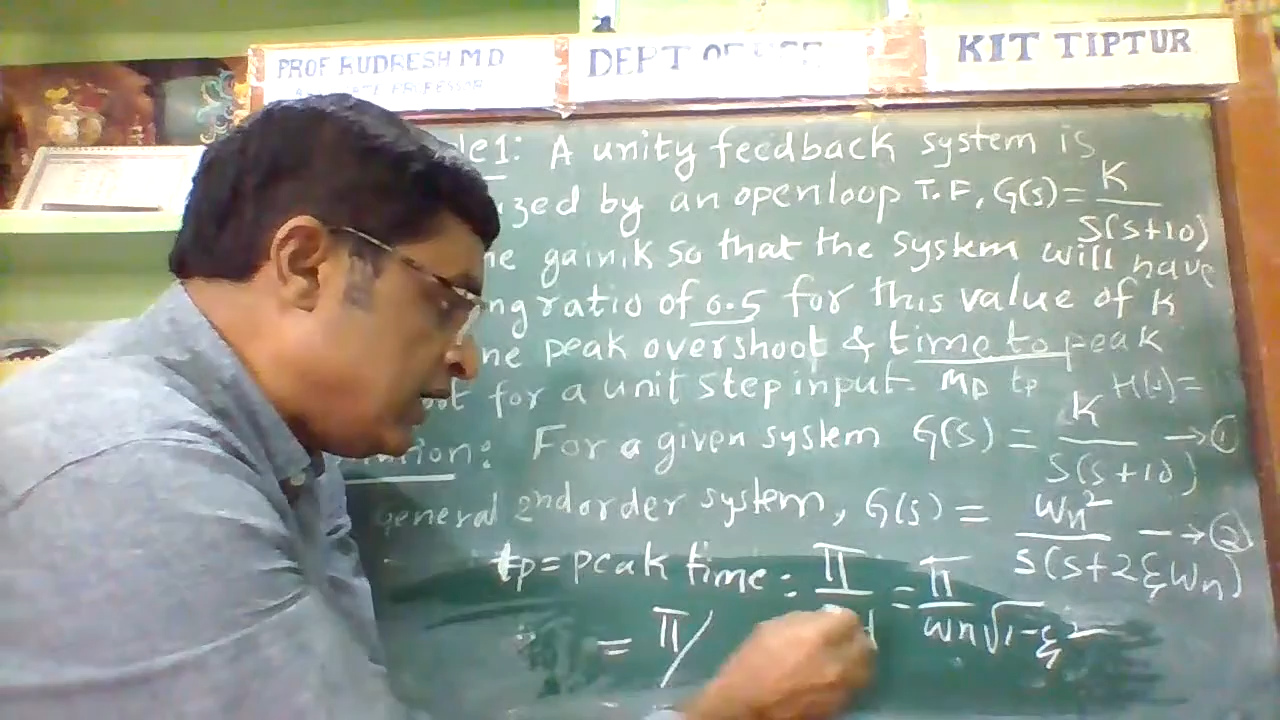 PROF RUDRESH M D
DEPT OF
KIT TIPTUR
1: A unity feedback system is
by an openloop T.F, G(s) = K / S(S+10)
gain, K so that the system will have
ratio of 0.5 for this value of K
peak overshoot & time to peak
for a unit step input. Mp tp H(s)=
For a given system G(S) = K / S(S+10) → ①
general 2nd order system, G(s) = Wn² / S(S+2ξWn) → ②
tp = peak time = π / d = π / Wn√1-ξ²
= π/